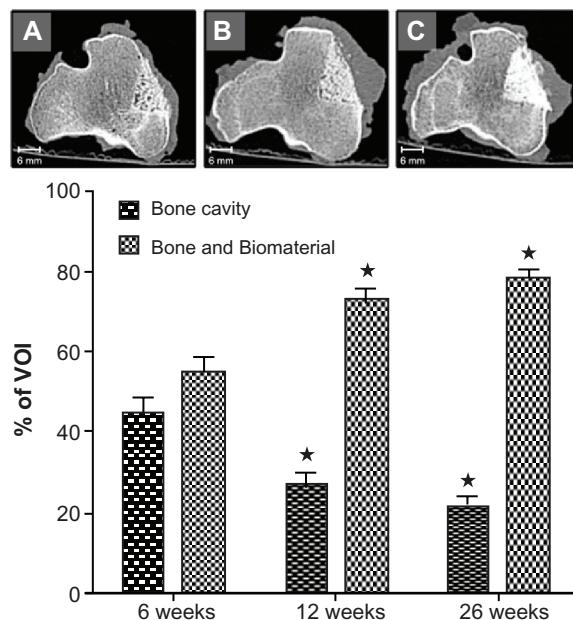 A
B
C
6 mm
6 mm
6 mm
100
80
60
40
20
0
% of VOI
Bone cavity
Bone and Biomaterial
★
★
★
★
6 weeks
12 weeks
26 weeks